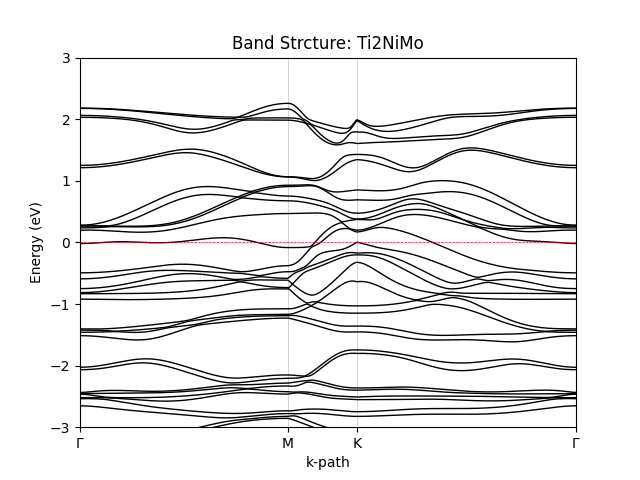 Band Strcture: Ti2NiMo
3
2
1
0
−1
−2
−3
Energy (eV)
Γ
M
K
Γ
k-path